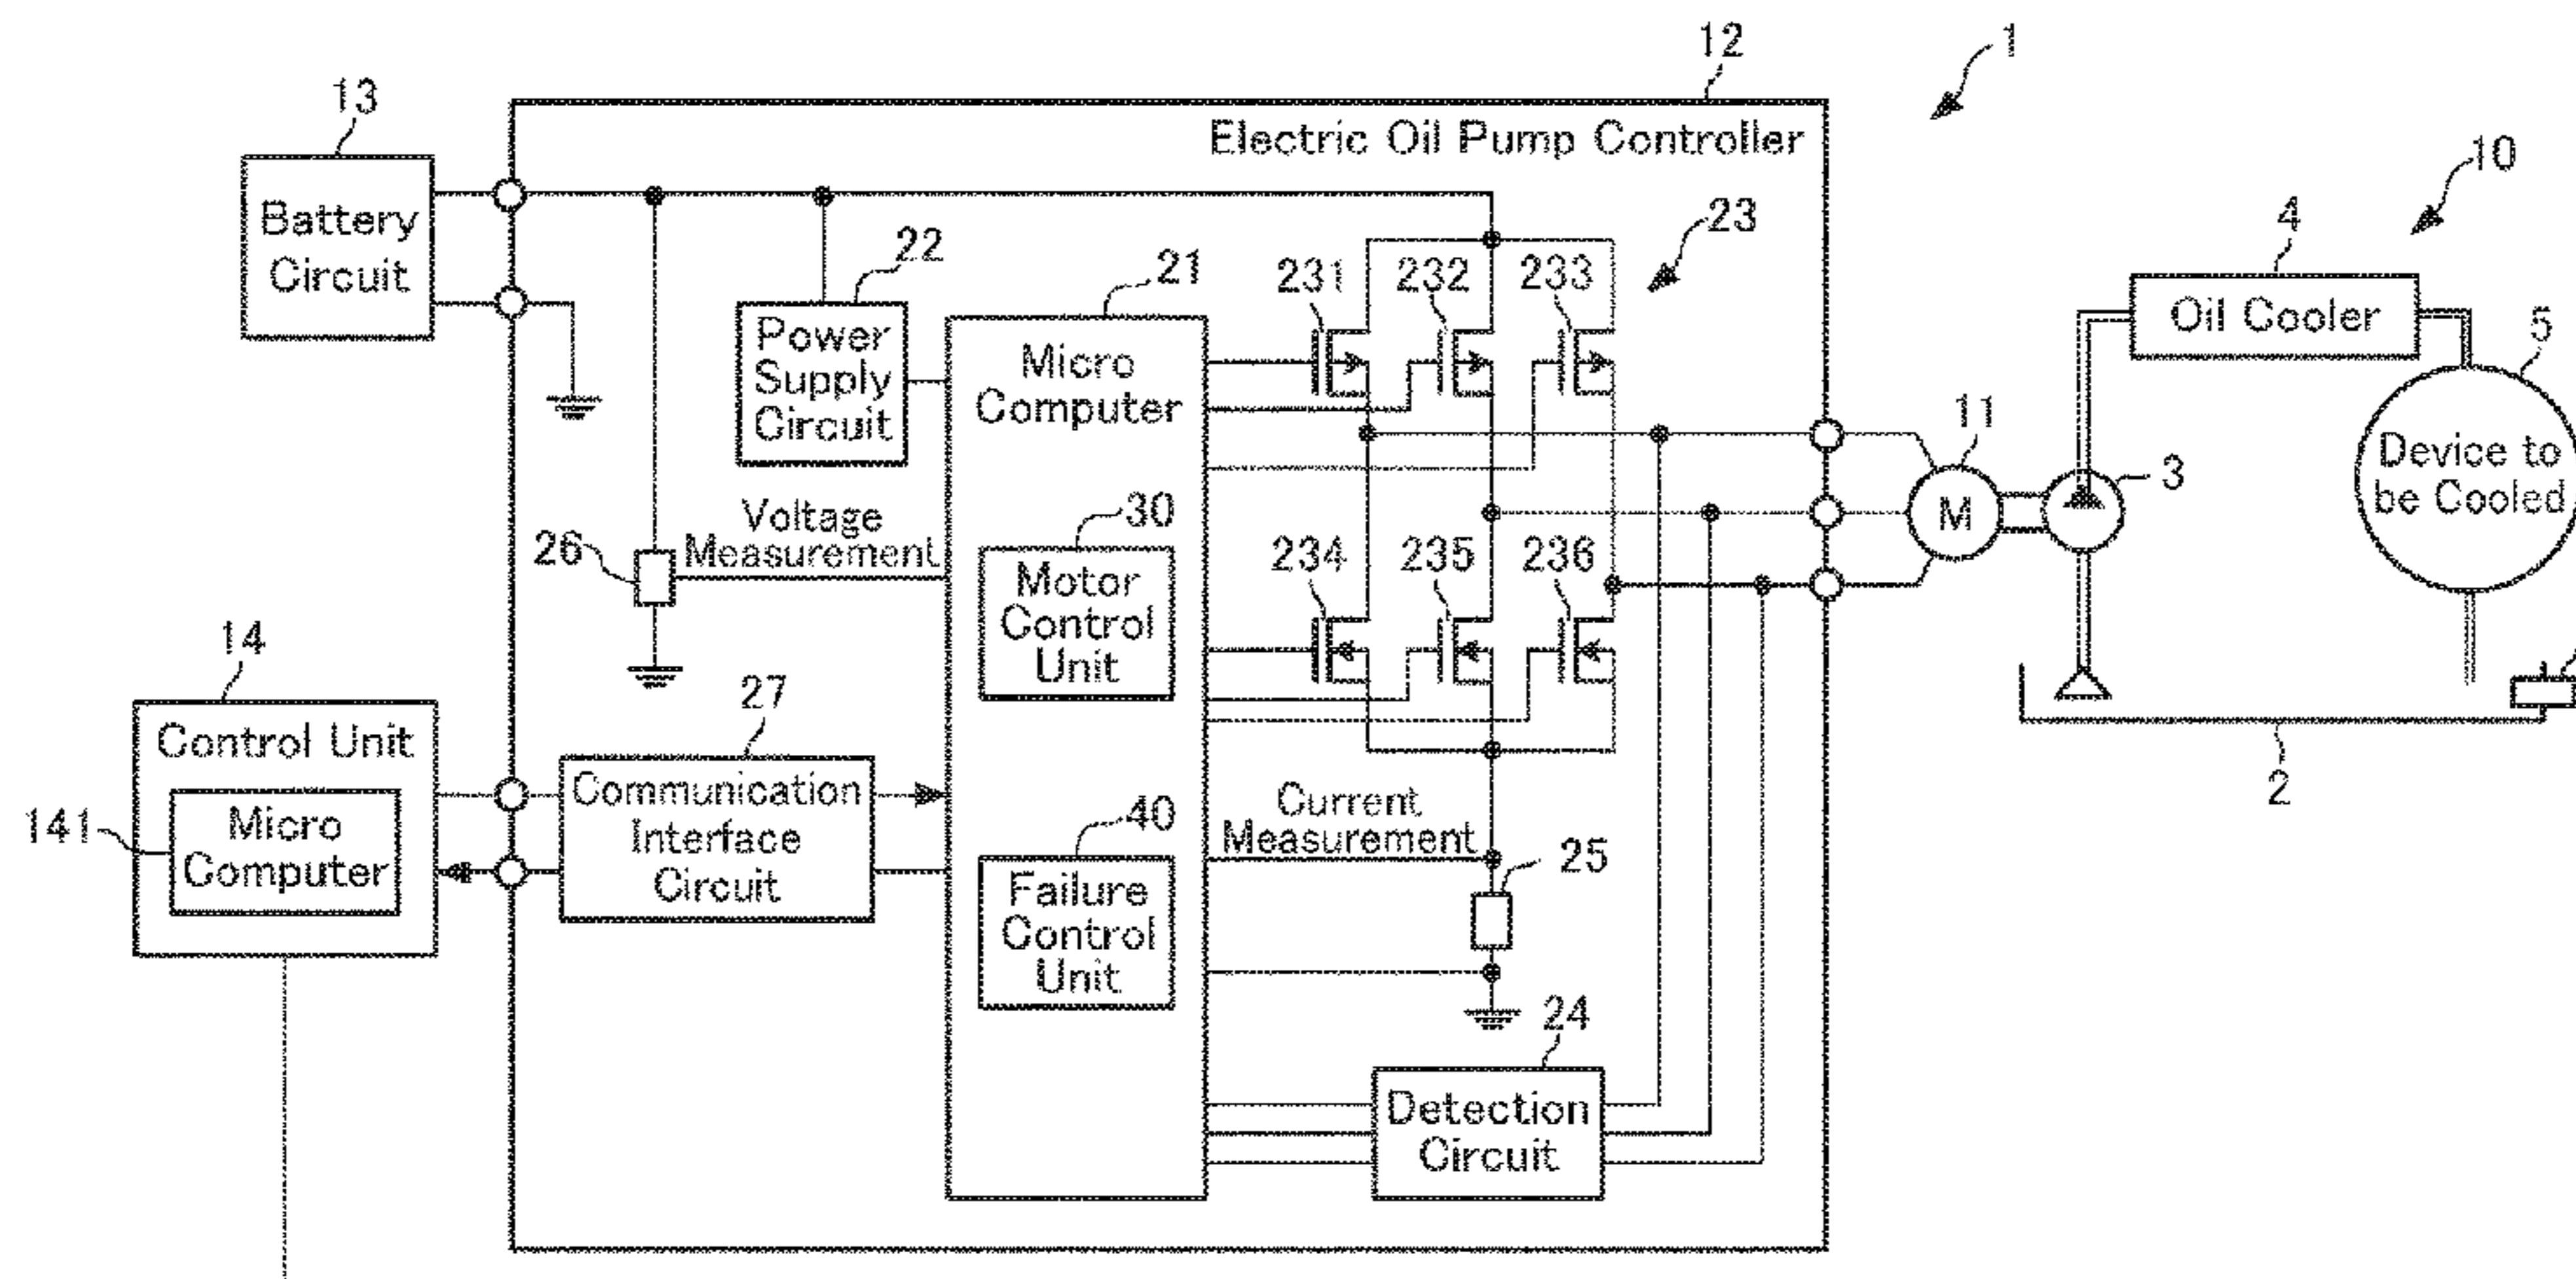 1
12
13
Electric Oil Pump Controller
10
Battery
Circuit
4
23
22
21
231
232
233
Oil Cooler
5
Power
Supply
Circuit
Micro
Computer
11
Device to
be Cooled
M
3
Voltage
Measurement
30
26
234
235
236
Motor
Control
Unit
14
27
Control Unit
2
Communication
Interface
Circuit
Current
Measurement
141
Micro
Computer
40
25
Failure
Control
Unit
24
Detection
Circuit